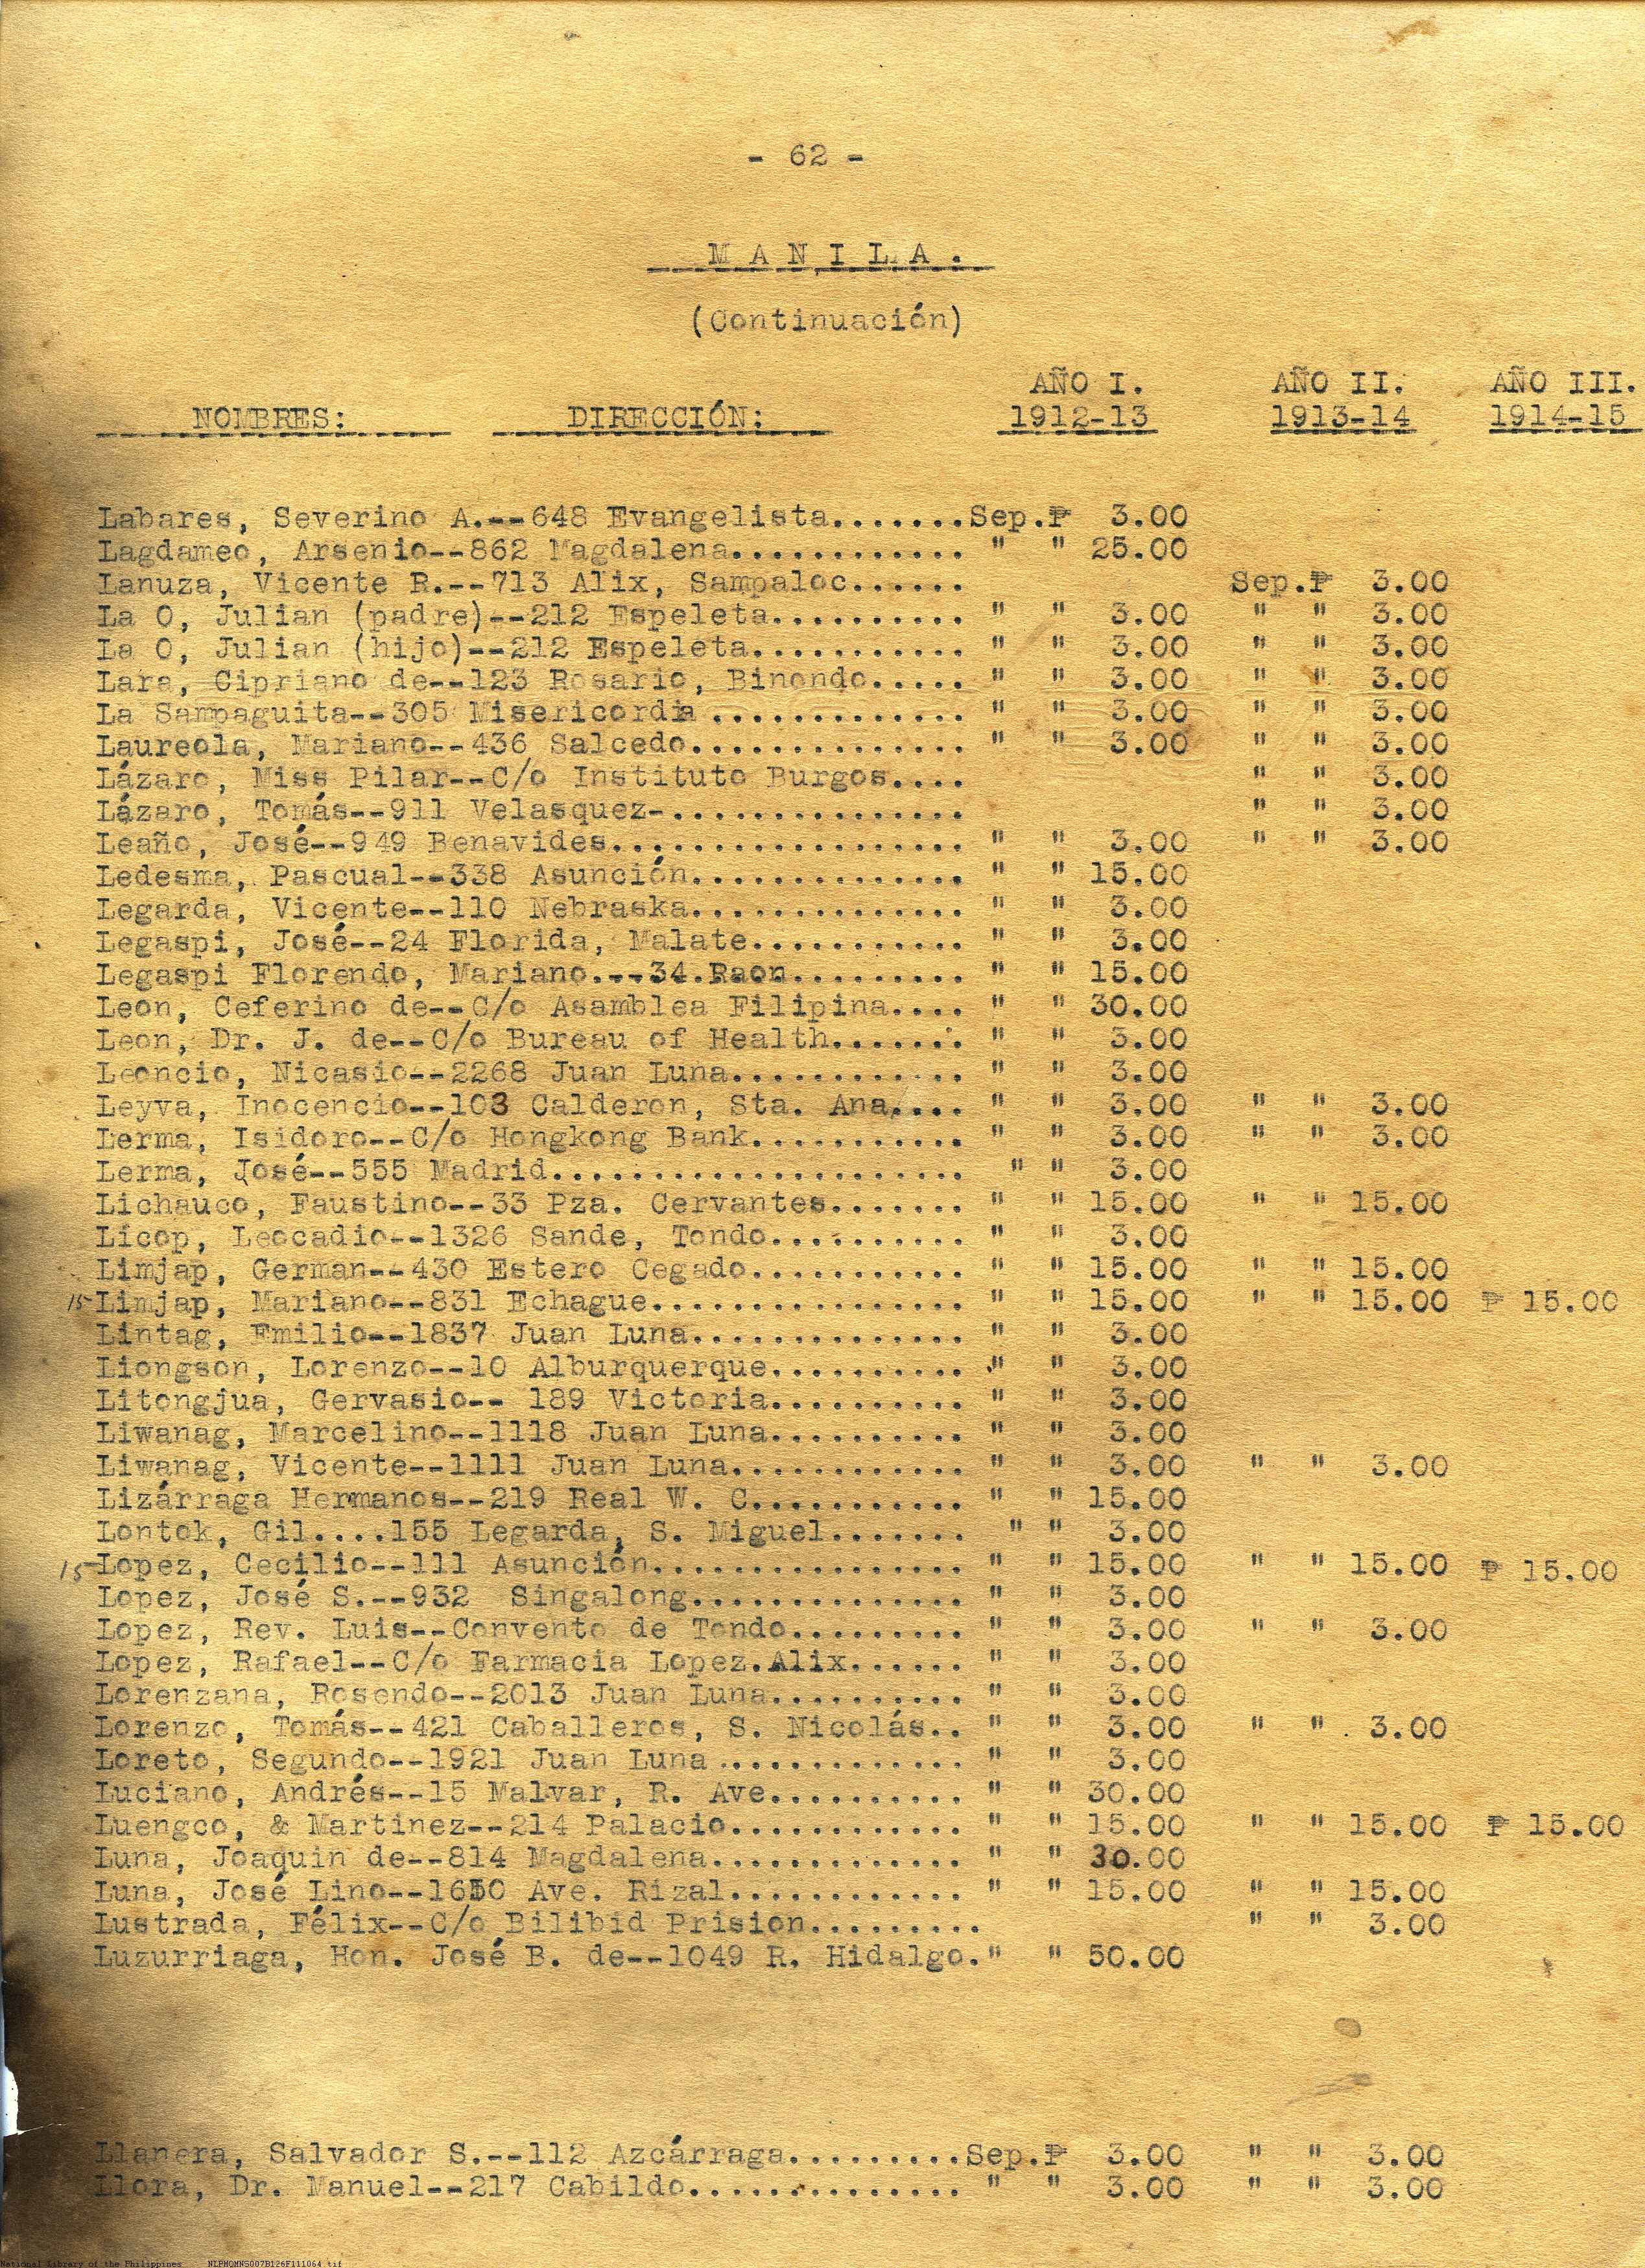 - 62 -
M A N I L A .
(Continuación)
AÑO I. AÑO II. AÑO III.
NOMBRES: DIRECCIÓN: 1912-13 1913-14 1914-15
Labares, Severino A.--648 Evangelista.......Sep.₱ 3.00
Lagdameo, Arsenio--862 Magdalena............ " " 25.00
Lanuza, Vicente R.--713 Alix, Sampaloc...... Sep.₱ 3.00
La O, Julian (padre)--212 Espeleta.......... " " 3.00 " " 3.00
La O, Julian (hijo)--212 Espeleta........... " " 3.00 " " 3.00
Lara, Cipriano de--123 Rosario, Binondo..... " " 3.00 " " 3.00
La Sampaguita--305 Misericordia ............. " " 3.00 " " 3.00
Laureola, Mariano--436 Salcedo.............. " " 3.00 " " 3.00
Lázaro, Miss Pilar--C/o Instituto Burgos.... " " 3.00
Lázaro, Tomás--911 Velasquez-............... " " 3.00
Leaño, José--949 Benavides.................. " " 3.00 " " 3.00
Ledesma, Pascual--338 Asunción.............. " " 15.00
Legarda, Vicente--110 Nebraska.............. " " 3.00
Legaspi, José--24 Florida, Malate........... " " 3.00
Legaspi Florendo, Mariano.--34.Raon......... " " 15.00
Leon, Ceferino de--C/o Asamblea Filipina.... " " 30.00
Leon, Dr. J. de--C/o Bureau of Health....... " " 3.00
Leoncio, Nicasio--2268 Juan Luna............ " " 3.00
Leyva, Inocencio--103 Calderon, Sta. Ana.... " " 3.00 " " 3.00
Lerma, Isidoro--C/o Hongkong Bank........... " " 3.00 " " 3.00
Lerma, José--555 Madrid..................... " " 3.00
Lichauco, Faustino--33 Pza. Cervantes....... " " 15.00 " " 15.00
Licop, Leocadio--1326 Sande, Tondo.......... " " 3.00
Limjap, German--430 Estero Cegado........... " " 15.00 " " 15.00
15 Limjap, Mariano--831 Echague................ " " 15.00 " " 15.00 ₱ 15.00
Lintag, Emilio--1837 Juan Luna.............. " " 3.00
Liongson, Lorenzo--10 Alburquerque.......... " " 3.00
Litongjua, Gervasio-- 189 Victoria.......... " " 3.00
Liwanag, Marcelino--1118 Juan Luna.......... " " 3.00
Liwanag, Vicente--1111 Juan Luna............ " " 3.00 " " 3.00
Lizárraga Hermanos--219 Real W. C........... " " 15.00
Lontok, Gil....155 Legarda, S. Miguel....... " " 3.00
15 Lopez, Cecilio--111 Asunción................ " " 15.00 " " 15.00 ₱ 15.00
Lopez, José S.--932 Singalong.............. " " 3.00
Lopez, Rev. Luis--Convento de Tondo......... " " 3.00 " " 3.00
Lopez, Rafael--C/o Farmacia Lopez.Alix...... " " 3.00
Lorenzana, Rosendo--2013 Juan Luna.......... " " 3.00
Lorenzo, Tomás--421 Caballeros, S. Nicolás.. " " 3.00 " " . 3.00
Loreto, Segundo--1921 Juan Luna ............. " " 3.00
Luciano, Andrés--15 Malvar, R. Ave.......... " " 30.00
Luengco, & Martinez--214 Palacio............ " " 15.00 " " 15.00 ₱ 15.00
Luna, Joaquin de--814 Magdalena............. " " 30.00
Luna, José Lino--1650 Ave. Rizal............ " " 15.00 " " 15.00
Lustrada, Félix--C/o Bilibid Prision......... " " 3.00
Luzurriaga, Hon. José B. de--1049 R. Hidalgo." " 50.00
Llanera, Salvador S.--112 Azcárraga.........Sep.₱ 3.00 " " 3.00
Llora, Dr. Manuel--217 Cabildo.............. " " 3.00 " " 3.00
National Library of the Philippines NLPMQMNS007B126F111064.tif